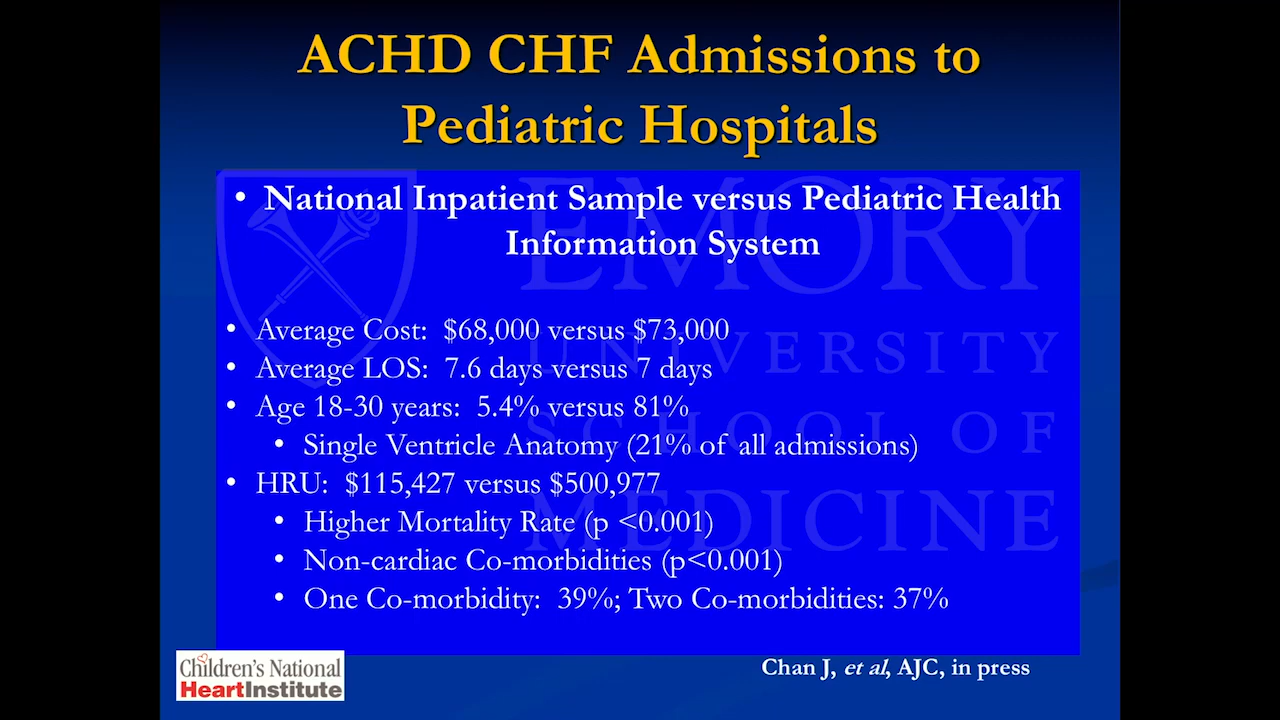 ACHD CHF Admissions to
Pediatric Hospitals
• National Inpatient Sample versus Pediatric Health
Information System
EMORY
UNIVERSITY
SCHOOL OF
MEDICINE
• Average Cost: $68,000 versus $73,000
• Average LOS: 7.6 days versus 7 days
• Age 18-30 years: 5.4% versus 81%
• Single Ventricle Anatomy (21% of all admissions)
• HRU: $115,427 versus $500,977
• Higher Mortality Rate (p <0.001)
• Non-cardiac Co-morbidities (p<0.001)
• One Co-morbidity: 39%; Two Co-morbidities: 37%
Children's National
HeartInstitute
Chan J, et al, AJC, in press